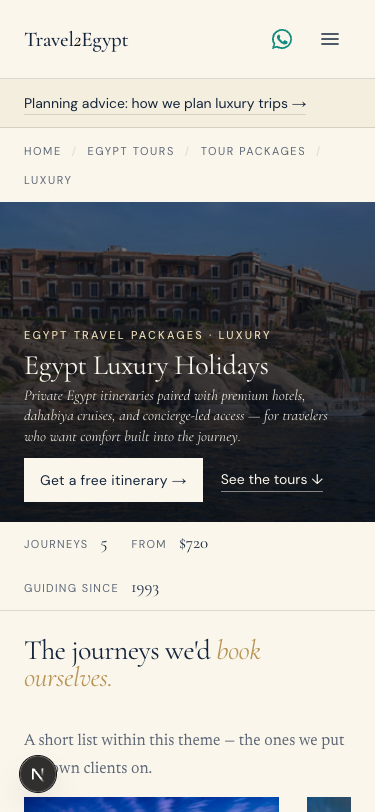 Travel2Egypt
Planning advice: how we plan luxury trips →
HOME / EGYPT TOURS / TOUR PACKAGES /
LUXURY
EGYPT TRAVEL PACKAGES · LUXURY
Egypt Luxury Holidays
Private Egypt itineraries paired with premium hotels,
dahabiya cruises, and concierge-led access — for travelers
who want comfort built into the journey.
Get a free itinerary → See the tours ↓
JOURNEYS 5 FROM $720
GUIDING SINCE 1993
The journeys we'd book
ourselves.
A short list within this theme – the ones we put
own clients on.
N